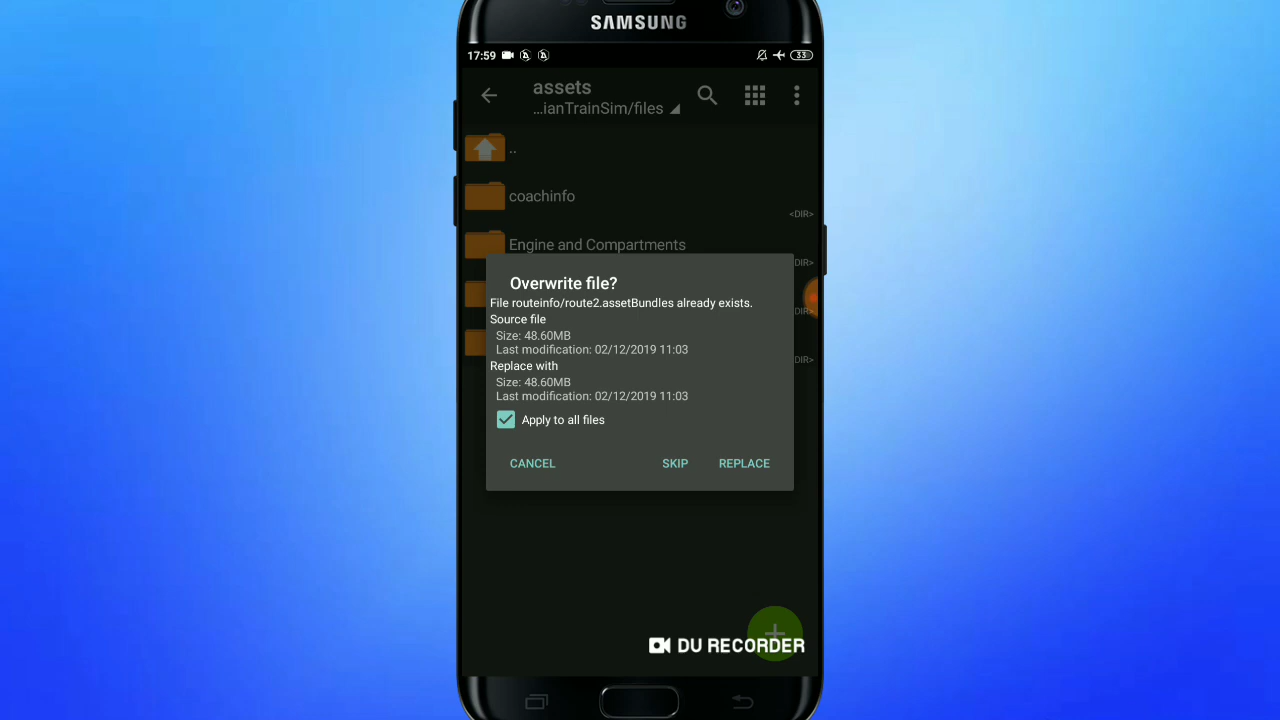 SAMSUNG
17:59
33
assets
...ianTrainSim/files
..
coachinfo
<DIR>
Engine and Compartments
DIR>
Overwrite file?
File routeinfo/route2.assetBundles already exists.
Source file
DIR>
Size: 48.60MB
Last modification: 02/12/2019 11:03
DIR>
Replace with
Size: 48.60MB
Last modification: 02/12/2019 11:03
Apply to all files
CANCEL
SKIP
REPLACE
DU RECORDER